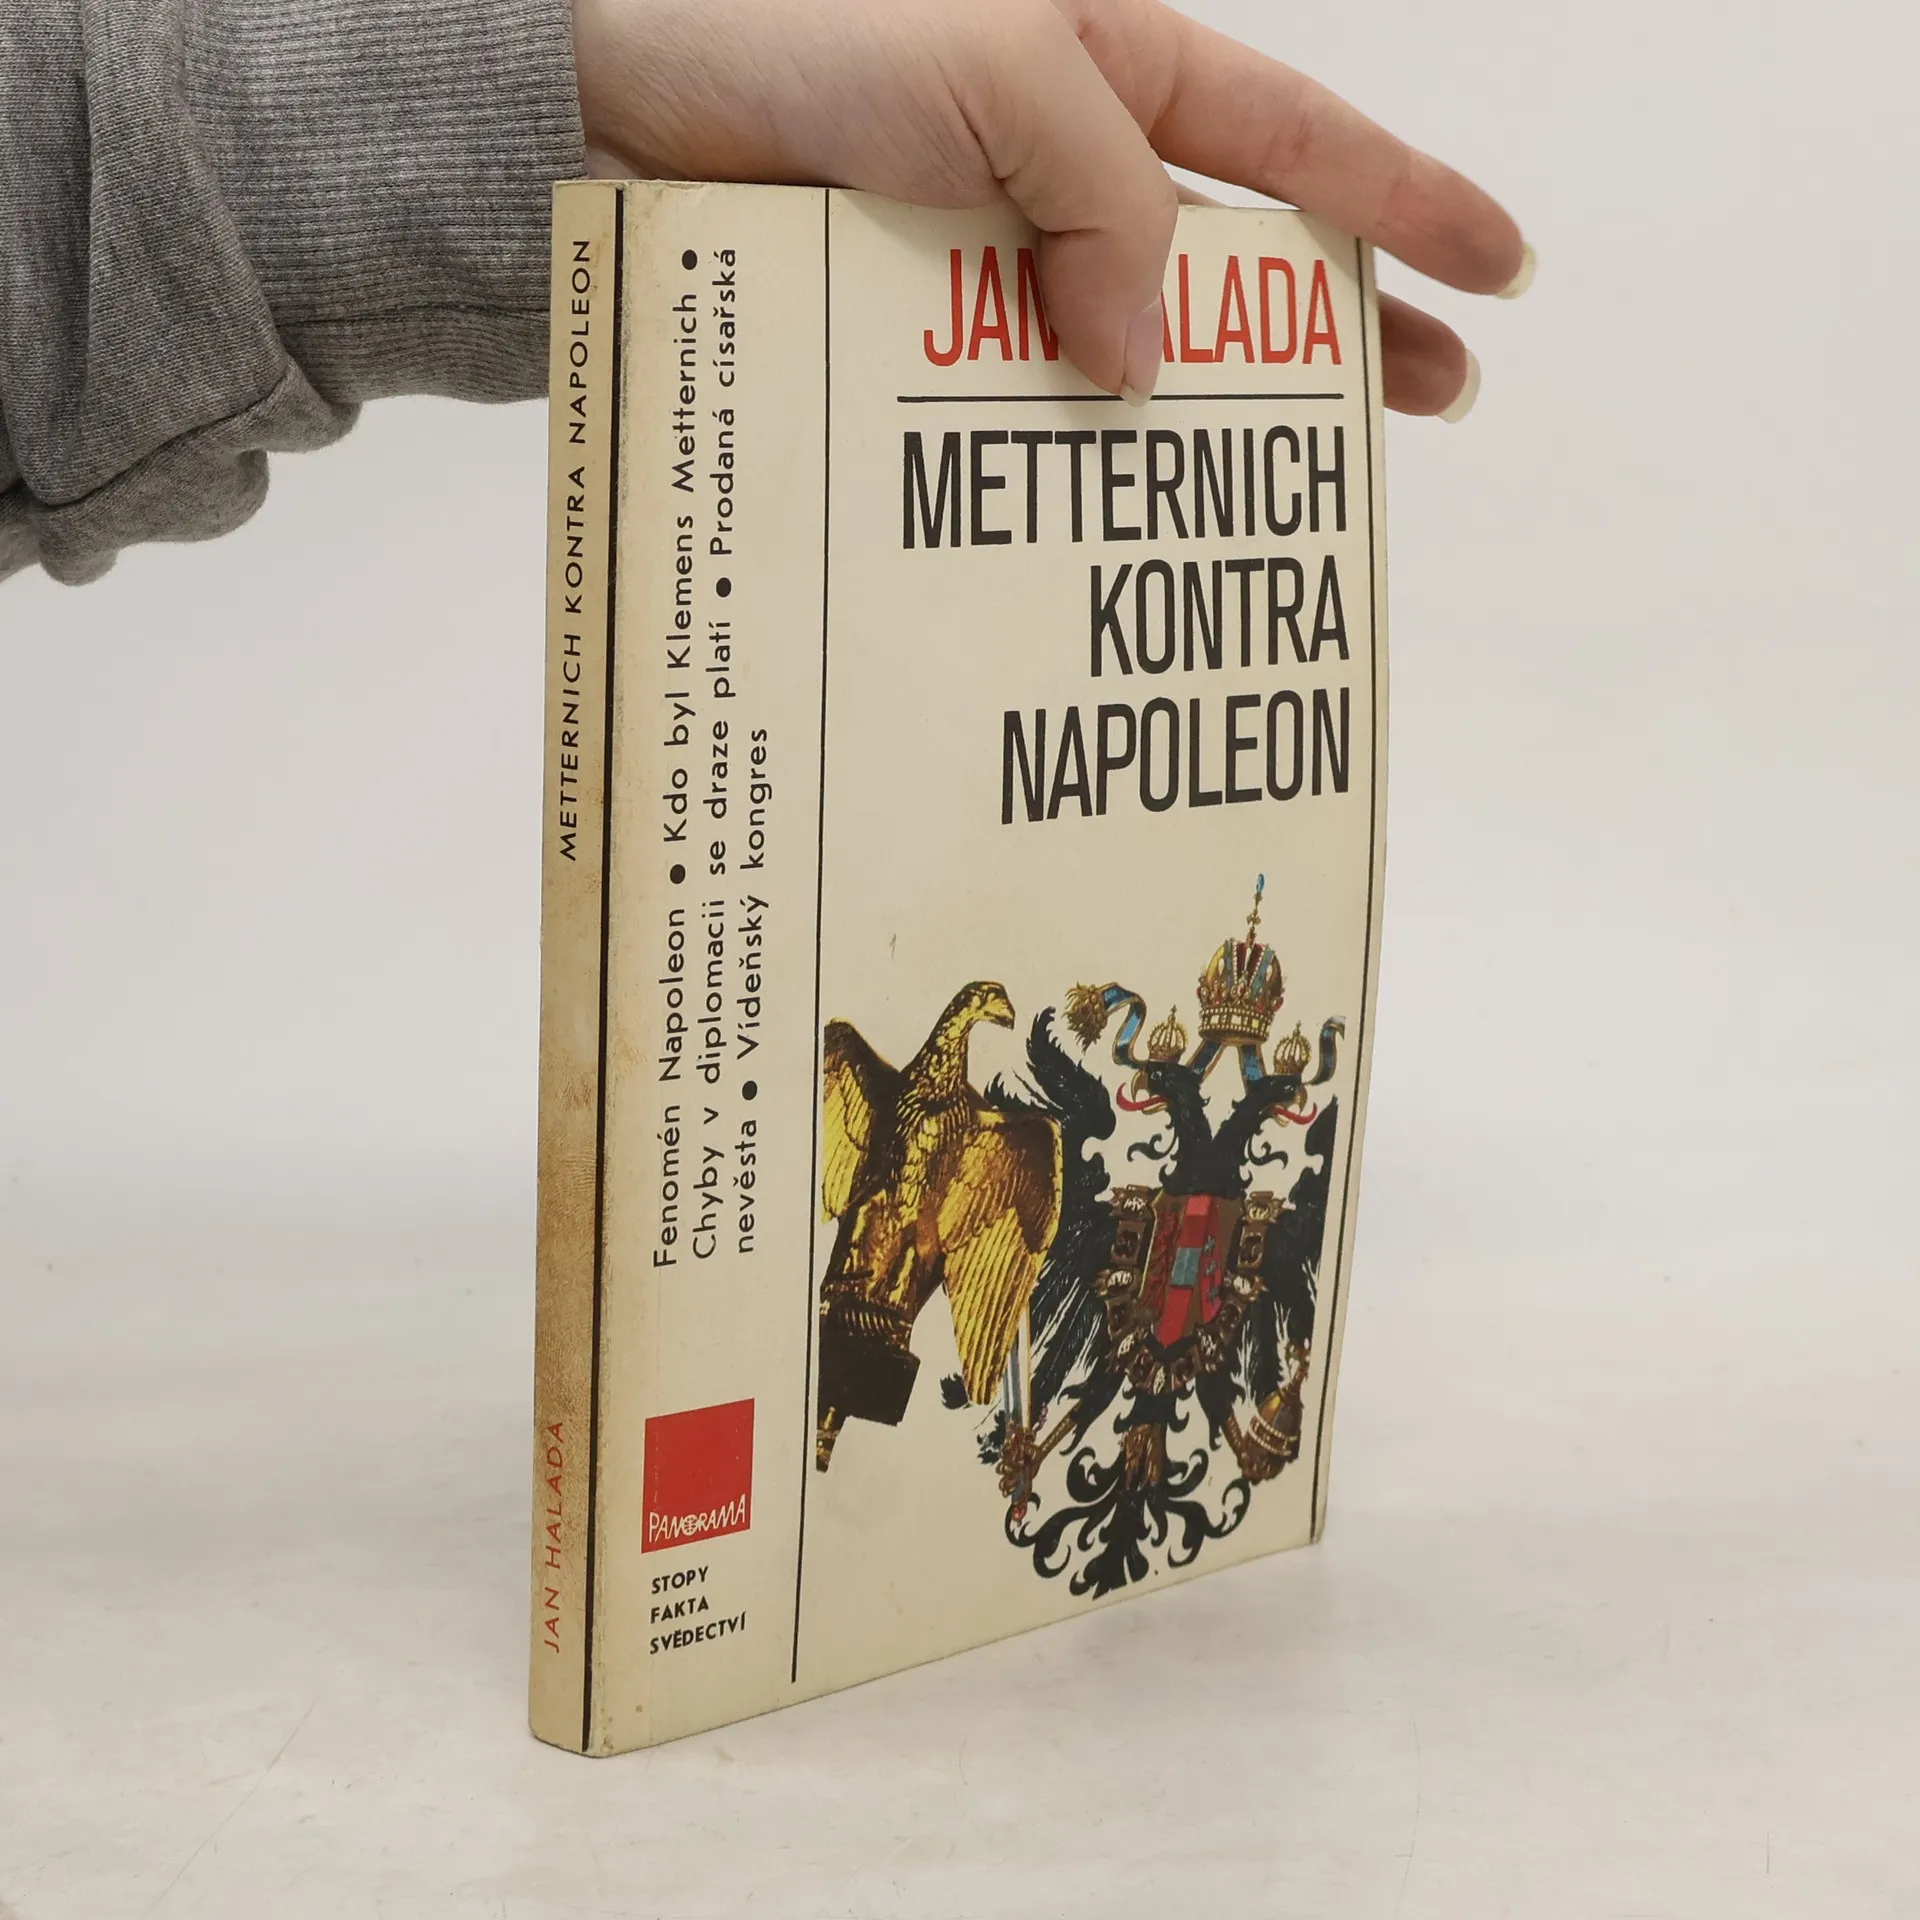 METTERNICH KONTRA NAPOLEON
JAN HALADA
Fenomén Napoleon ● Kdo byl Klemens Metternich ●
Chyby v diplomacii se draze platí ● Prodaná císařská
nevěsta ● Vídeňský kongres
PANORAMA
STOPY
FAKTA
SVĚDECTVÍ
JAN HALADA
METTERNICH
KONTRA
NAPOLEON